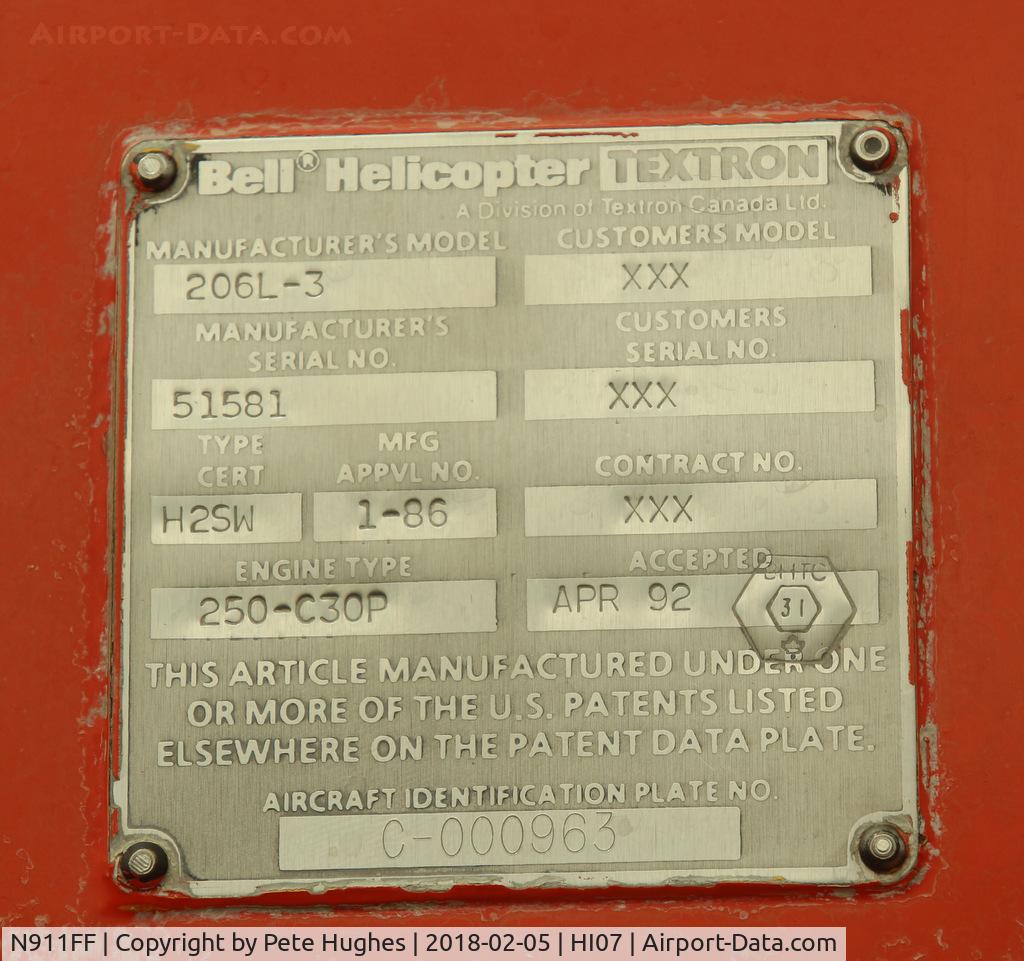 AIRPORT-DATA.COM
Bell® Helicopter TEXTRON
A Division of Textron Canada Ltd.
MANUFACTURER'S MODEL
206L-3
CUSTOMERS MODEL
XXX
MANUFACTURER'S
SERIAL NO.
51581
CUSTOMERS
SERIAL NO.
XXX
TYPE
CERT
H2SW
MFG
APPVL NO.
1-86
CONTRACT NO.
XXX
ENGINE TYPE
250-C30P
ACCEPTED
APR 92
BHTC
31
THIS ARTICLE MANUFACTURED UNDER ONE
OR MORE OF THE U.S. PATENTS LISTED
ELSEWHERE ON THE PATENT DATA PLATE.
AIRCRAFT IDENTIFICATION PLATE NO.
C-000963
N911FF | Copyright by Pete Hughes | 2018-02-05 | HI07 | Airport-Data.com